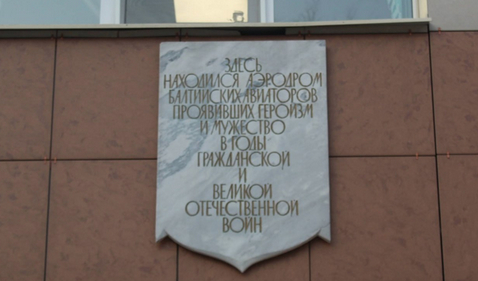 ЗДЕСЬ
НАХОДИЛСЯ АЭРОДРОМ
БАЛТИЙСКИХ АВИАТОРОВ
ПРОЯВИВШИХ ГЕРОИЗМ
И МУЖЕСТВО
В ГОДЫ
ГРАЖДАНСКОЙ
И
ВЕЛИКОЙ
ОТЕЧЕСТВЕННОЙ
ВОЙН